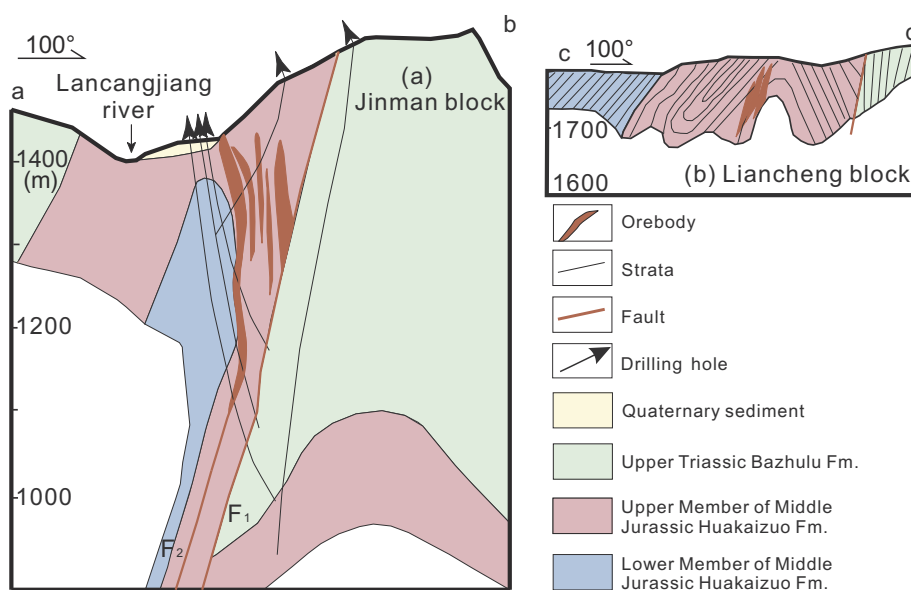 100°
b
(a)
Jinman block
Lancangjiang
river
a
1400
(m)
1200
1000
F1
F2
c
100°
1700
1600
(b) Liancheng block
Orebody
Strata
Fault
Drilling hole
Quaternary sediment
Upper Triassic Bazhulu Fm.
Upper Member of Middle
Jurassic Huakaizuo Fm.
Lower Member of Middle
Jurassic Huakaizuo Fm.